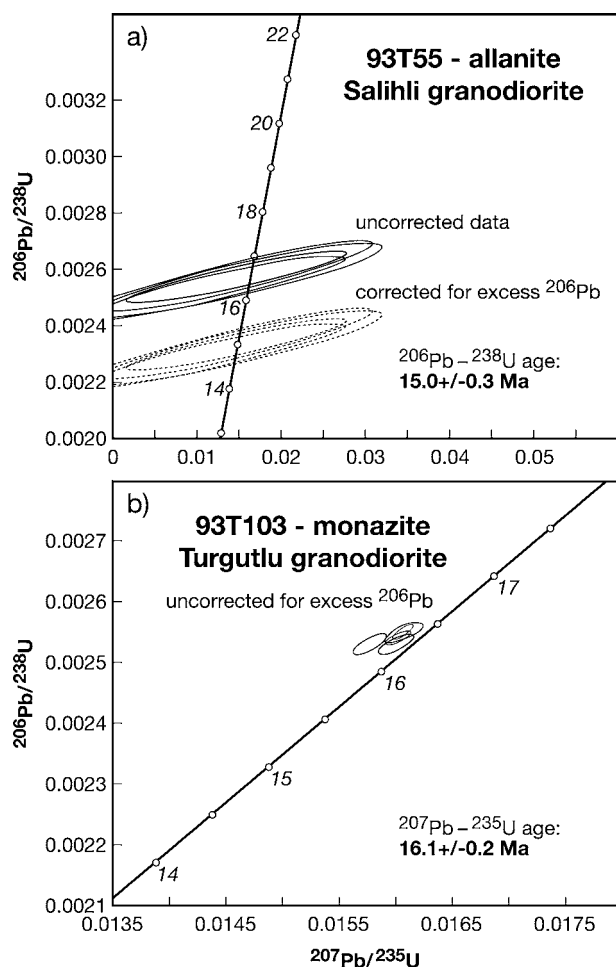 a)
93T55 - allanite
Salihli granodiorite
22
20
18
16
14
uncorrected data
corrected for excess ²⁰⁶Pb
²⁰⁶Pb–²³⁸U age:
15.0+/-0.3 Ma
²⁰⁶Pb/²³⁸U
0.0032
0.0030
0.0028
0.0026
0.0024
0.0022
0.0020
0 0.01 0.02 0.03 0.04 0.05
b)
93T103 - monazite
Turgutlu granodiorite
uncorrected for excess ²⁰⁶Pb
17
16
15
14
²⁰⁷Pb–²³⁵U age:
16.1+/-0.2 Ma
²⁰⁶Pb/²³⁸U
0.0027
0.0026
0.0025
0.0024
0.0023
0.0022
0.0021
0.0135 0.0145 0.0155 0.0165 0.0175
²⁰⁷Pb/²³⁵U